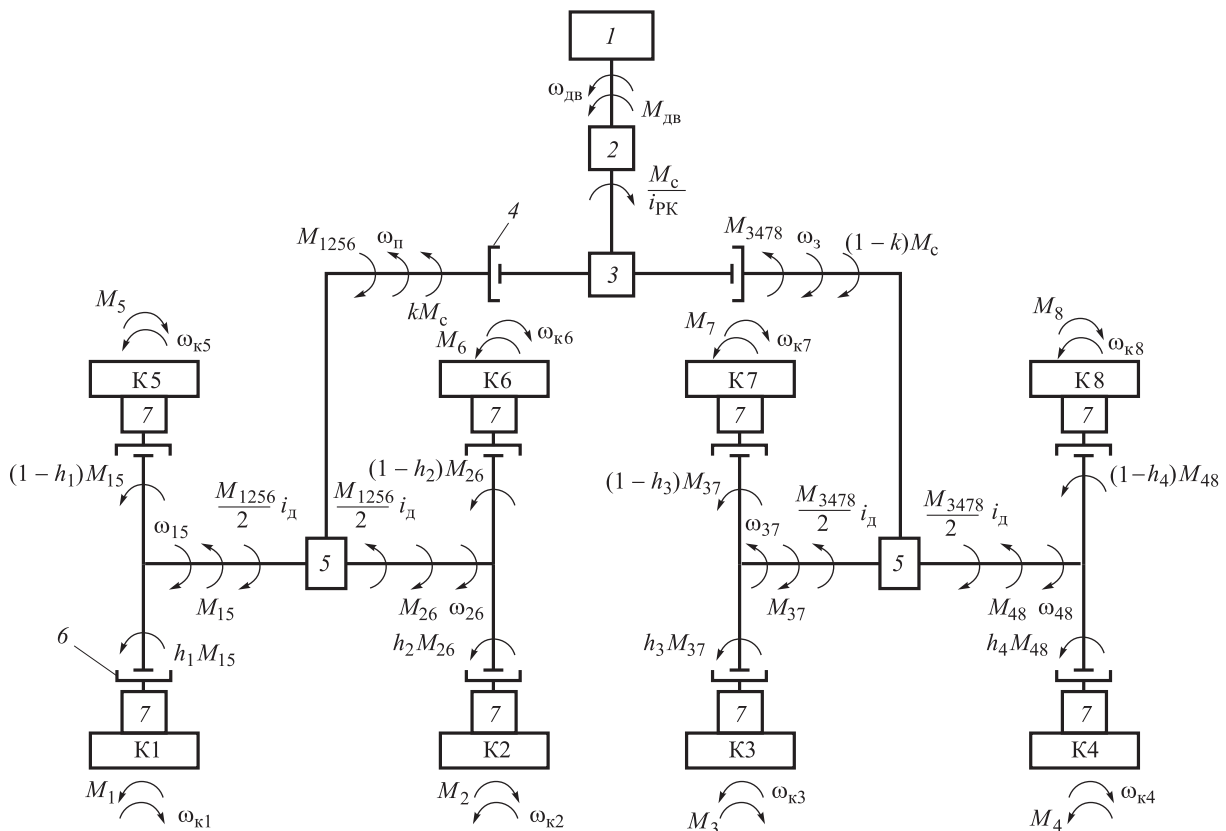 1
ω_дв
M_дв
2
M_с / i_РК
4
M_1256 ω_п
kM_с
3
M_3478 ω_з (1 − k)M_с
M_5 ω_к5
M_6 ω_к6
M_7 ω_к7
M_8 ω_к8
К5 К6 К7 К8
7 7 7 7
(1 − h_1)M_15 (1 − h_2)M_26 (1 − h_3)M_37 (1 − h_4)M_48
ω_15 M_1256/2 i_д M_1256/2 i_д ω_37 M_3478/2 i_д M_3478/2 i_д
5 5
M_15 M_26 ω_26 M_37 M_48 ω_48
6
h_1M_15 h_2M_26 h_3M_37 h_4M_48
7 7 7 7
К1 К2 К3 К4
M_1 ω_к1
M_2 ω_к2
M_3 ω_к3
M_4 ω_к4